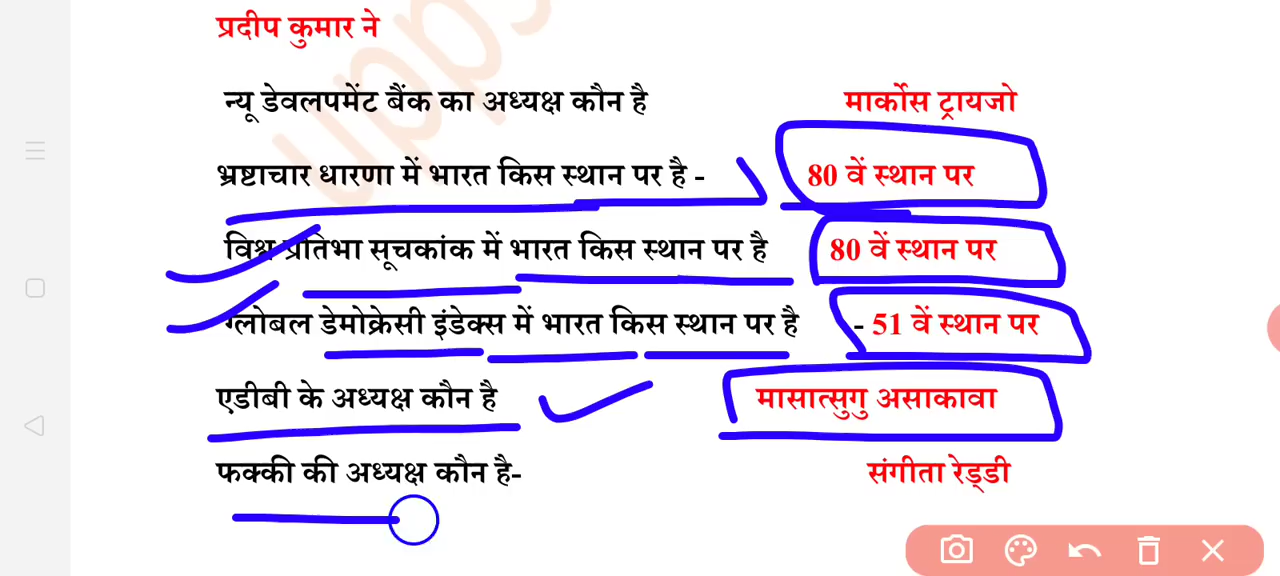 प्रदीप कुमार ने
न्यू डेवलपमेंट बैंक का अध्यक्ष कौन है मार्कोस ट्रायजो
भ्रष्टाचार धारणा में भारत किस स्थान पर है - 80 वें स्थान पर
विश्व प्रतिभा सूचकांक में भारत किस स्थान पर है 80 वें स्थान पर
ग्लोबल डेमोक्रेसी इंडेक्स में भारत किस स्थान पर है - 51 वें स्थान पर
एडीबी के अध्यक्ष कौन है मासात्सुगु असाकावा
फक्की की अध्यक्ष कौन है- संगीता रेड्डी